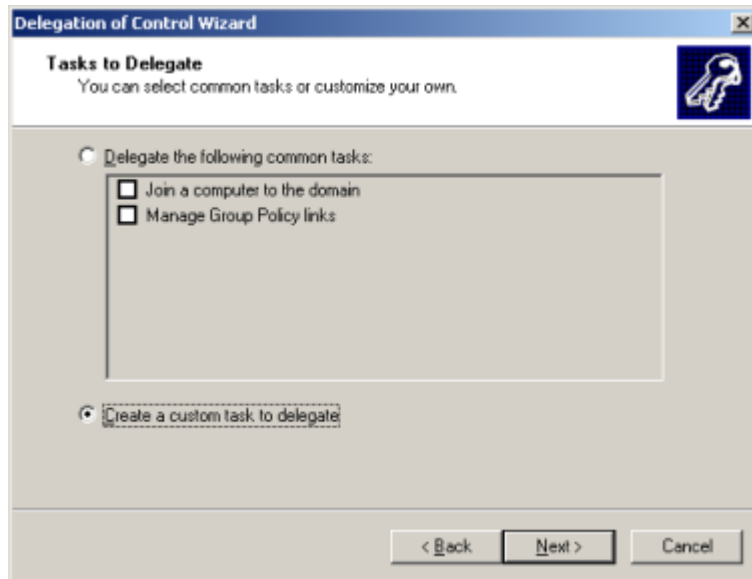 Delegation of Control Wizard
Tasks to Delegate
You can select common tasks or customize your own.
Delegate the following common tasks:
Join a computer to the domain
Manage Group Policy links
Create a custom task to delegate
< Back Next > Cancel